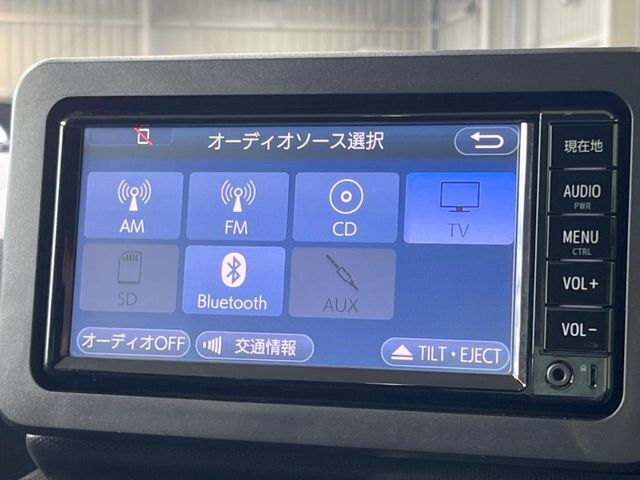 オーディオソース選択
AM
FM
CD
TV
SD
Bluetooth
AUX
オーディオOFF
交通情報
TILT・EJECT
現在地
AUDIO
PWR
MENU
CTRL
VOL+
VOL-